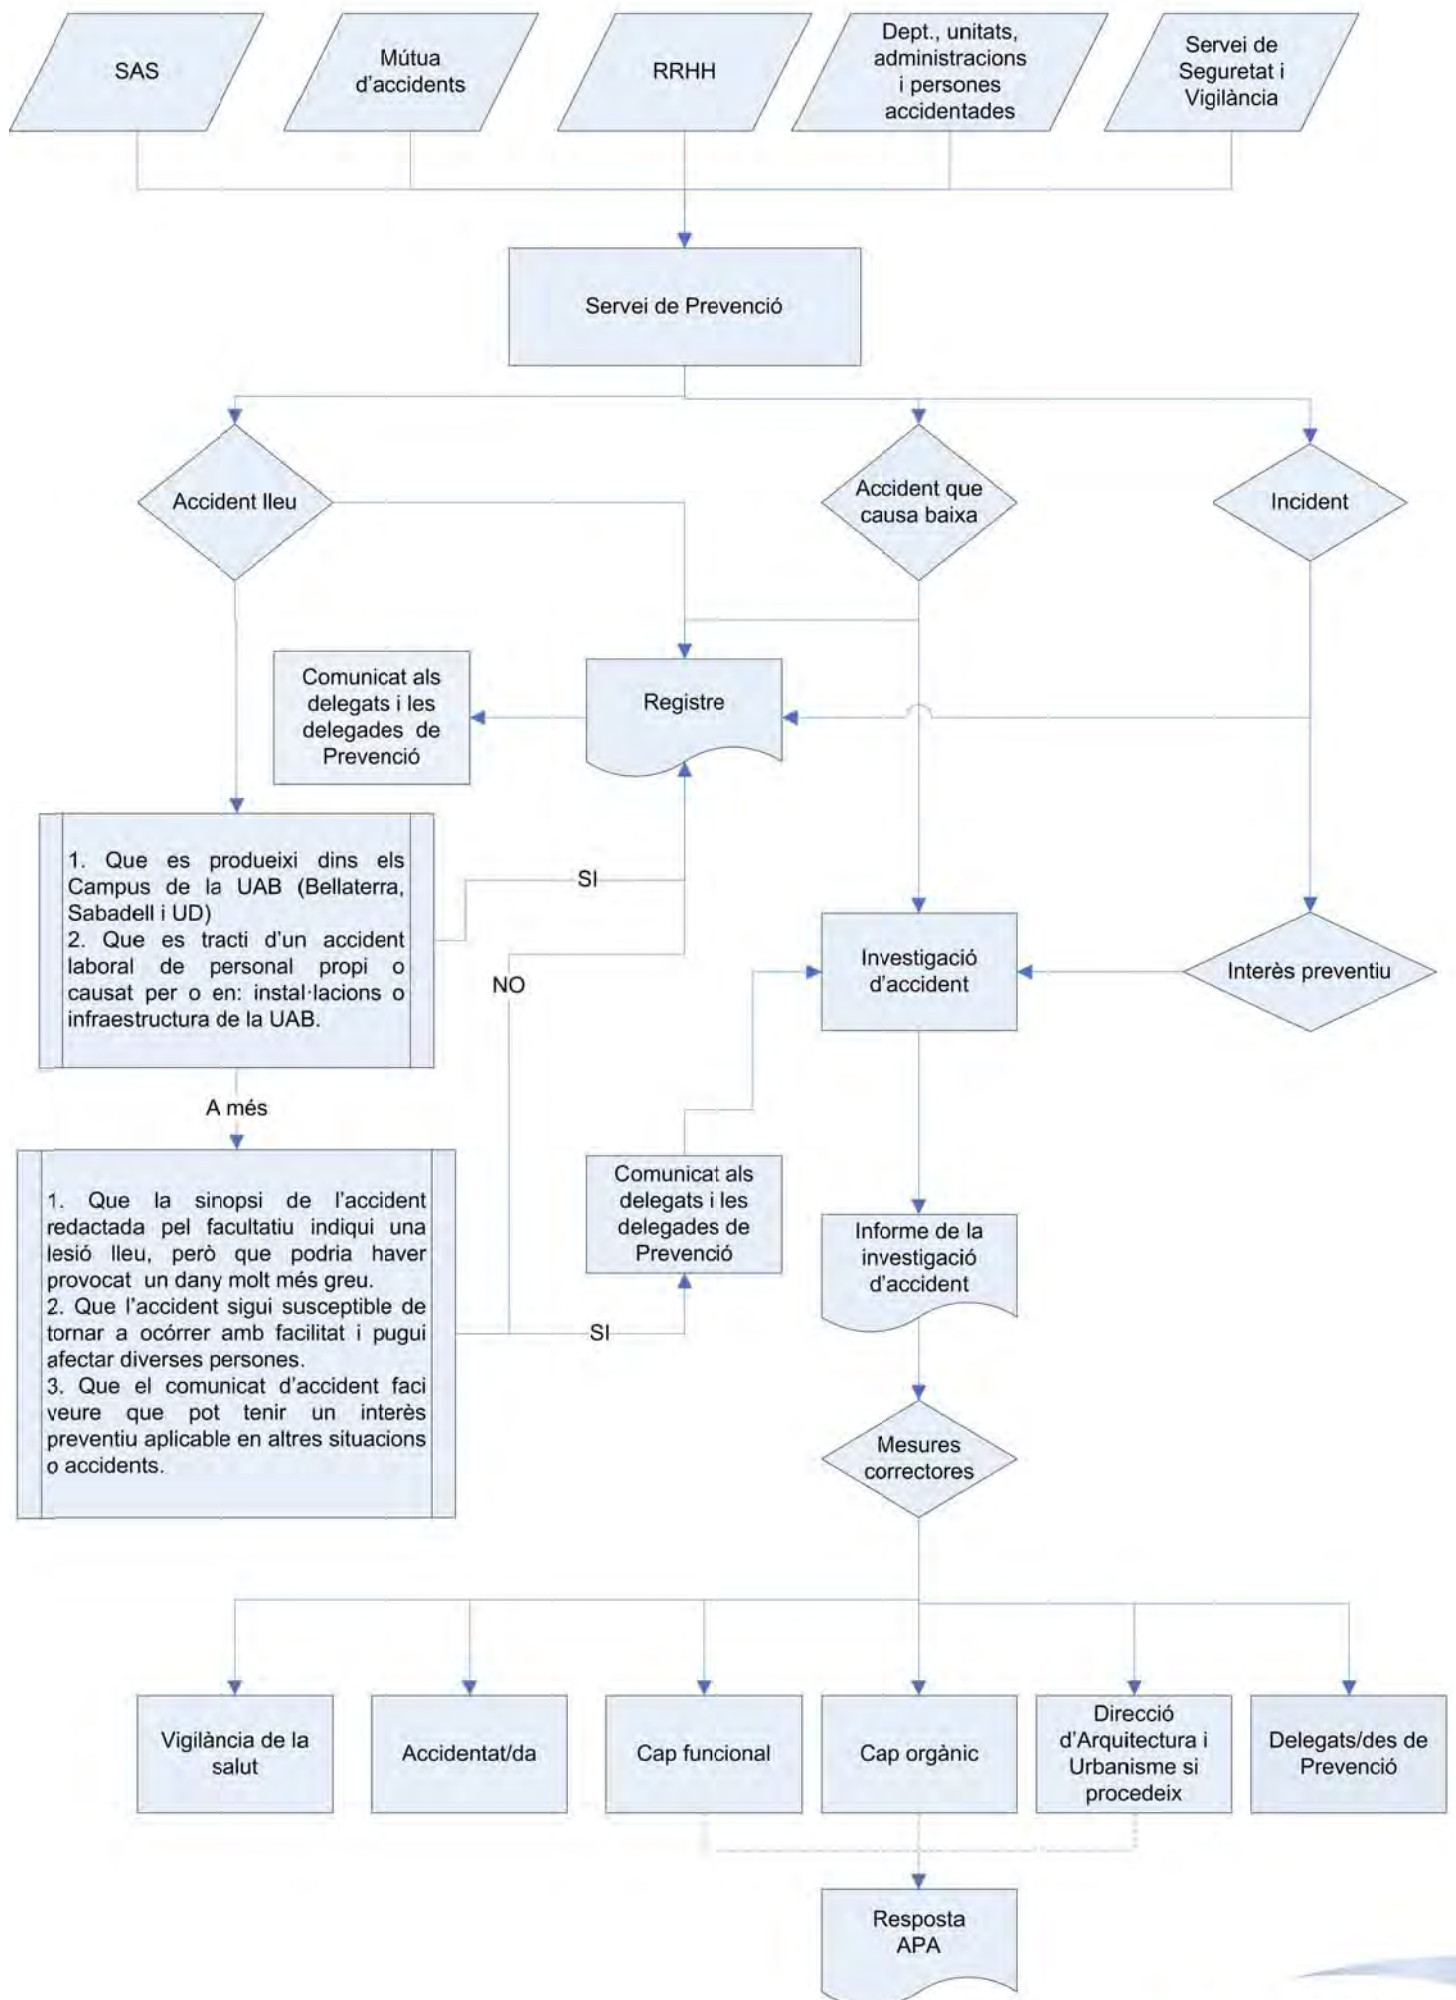 SAS
Mútua
d'accidents
RRHH
Dept., unitats,
administracions
i persones
accidentades
Servei de
Seguretat i
Vigilància
Servei de Prevenció
Accident lleu
Accident que
causa baixa
Incident
Comunicat als
delegats i les
delegades de
Prevenció
Registre
1. Que es produeixi dins els
Campus de la UAB (Bellaterra,
Sabadell i UD)
2. Que es tracti d'un accident
laboral de personal propi o
causat per o en: instal·lacions o
infraestructura de la UAB.
SI
NO
Investigació
d'accident
Interès preventiu
A més
1. Que la sinopsi de l'accident
redactada pel facultatiu indiqui una
lesió lleu, però que podria haver
provocat un dany molt més greu.
2. Que l'accident sigui susceptible de
tornar a ocórrer amb facilitat i pugui
afectar diverses persones.
3. Que el comunicat d'accident faci
veure que pot tenir un interès
preventiu aplicable en altres situacions
o accidents.
Comunicat als
delegats i les
delegades de
Prevenció
SI
Informe de la
investigació
d'accident
Mesures
correctores
Vigilància de la
salut
Accidentat/da
Cap funcional
Cap orgànic
Direcció
d'Arquitectura i
Urbanisme si
procedeix
Delegats/des de
Prevenció
Resposta
APA